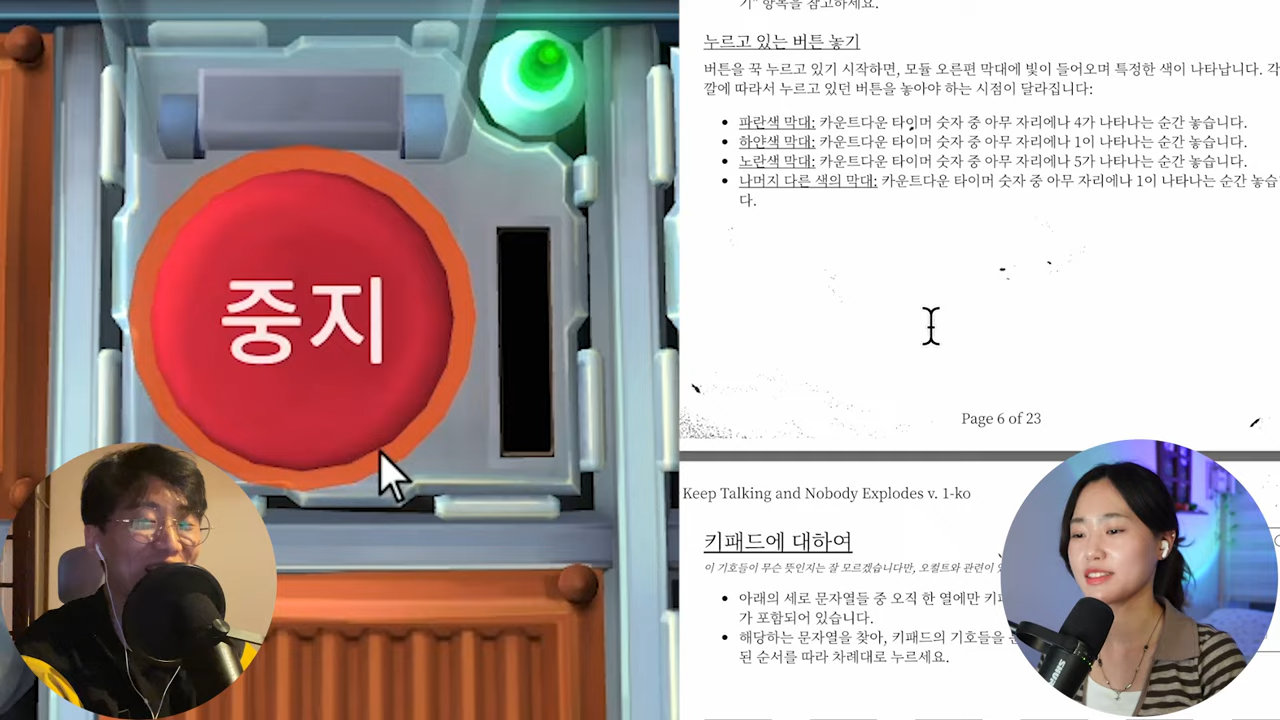 중지
기" 항목을 참고하세요.
누르고 있는 버튼 놓기
버튼을 꾹 누르고 있기 시작하면, 모듈 오른편 막대에 빛이 들어오며 특정한 색이 나타납니다. 각
깔에 따라서 누르고 있던 버튼을 놓아야 하는 시점이 달라집니다:
파란색 막대: 카운트다운 타이머 숫자 중 아무 자리에나 4가 나타나는 순간 놓습니다.
하얀색 막대: 카운트다운 타이머 숫자 중 아무 자리에나 1이 나타나는 순간 놓습니다.
노란색 막대: 카운트다운 타이머 숫자 중 아무 자리에나 5가 나타나는 순간 놓습니다.
나머지 다른 색의 막대: 카운트다운 타이머 숫자 중 아무 자리에나 1이 나타나는 순간 놓습
다.
Page 6 of 23
Keep Talking and Nobody Explodes v. 1-ko
키패드에 대하여
이 기호들이 무슨 뜻인지는 잘 모르겠습니다만, 오컬트와 관련이
아래의 세로 문자열들 중 오직 한 열에만
가 포함되어 있습니다.
해당하는 문자열을 찾아, 키패드의 기호들을
된 순서를 따라 차례대로 누르세요.
SHURE